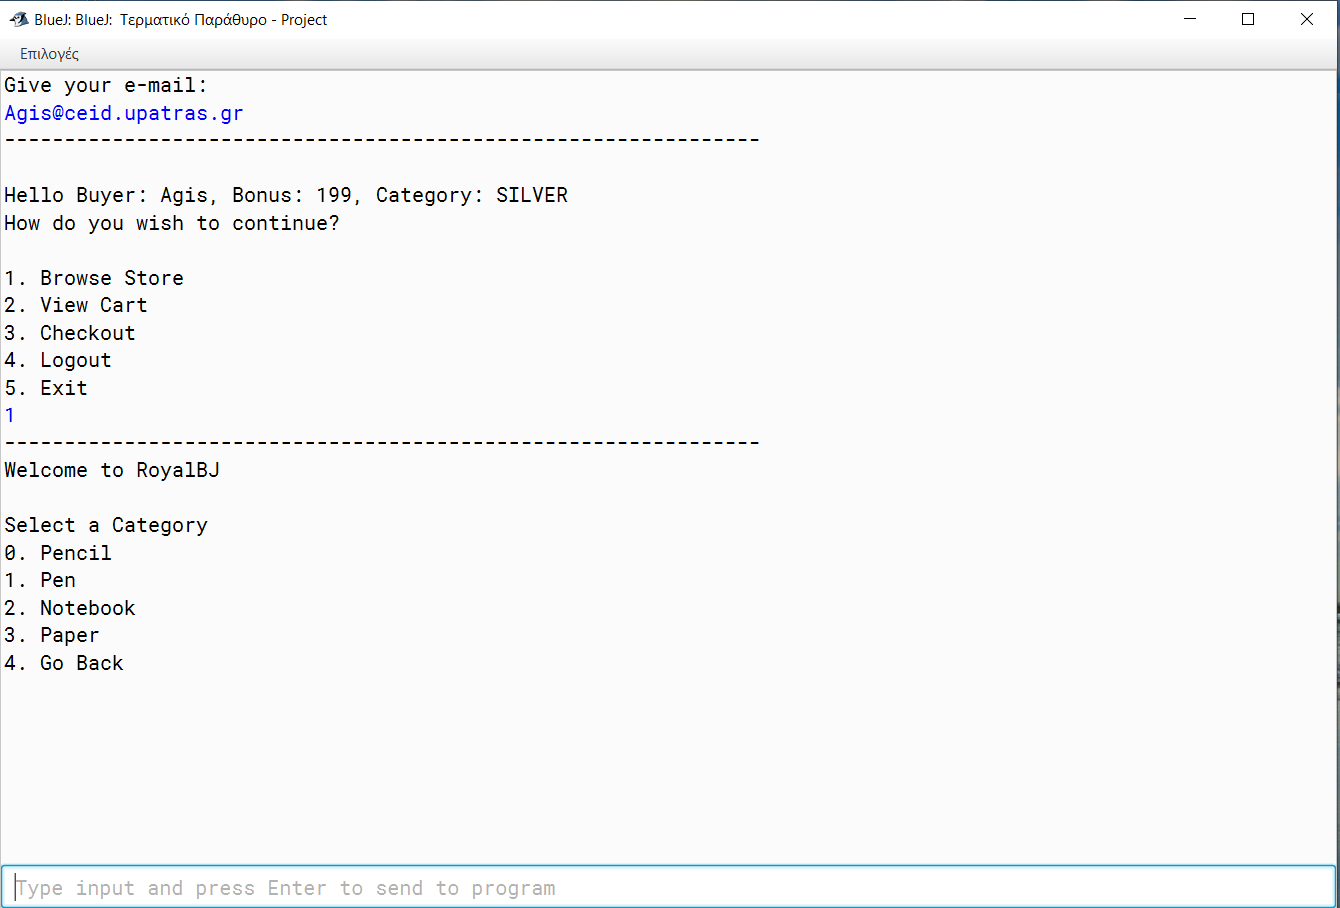 BlueJ: BlueJ: Τερματικό Παράθυρο - Project
Επιλογές
Give your e-mail:
Agis@ceid.upatras.gr
---------------------------------------------------------------

Hello Buyer: Agis, Bonus: 199, Category: SILVER
How do you wish to continue?

1. Browse Store
2. View Cart
3. Checkout
4. Logout
5. Exit
1
---------------------------------------------------------------
Welcome to RoyalBJ

Select a Category
0. Pencil
1. Pen
2. Notebook
3. Paper
4. Go Back
Type input and press Enter to send to program